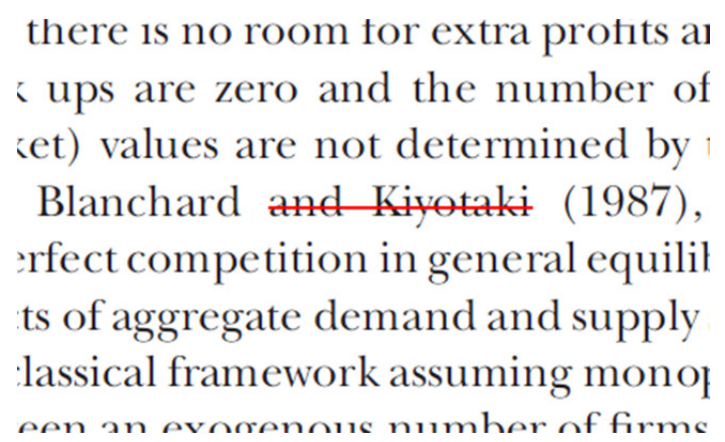 there is no room for extra profits
ups are zero and the number of
values are not determined by
Blanchard and Kiyotaki (1987),
competition in general
of aggregate demand and supply
framework assuming
an exogenous number of firms